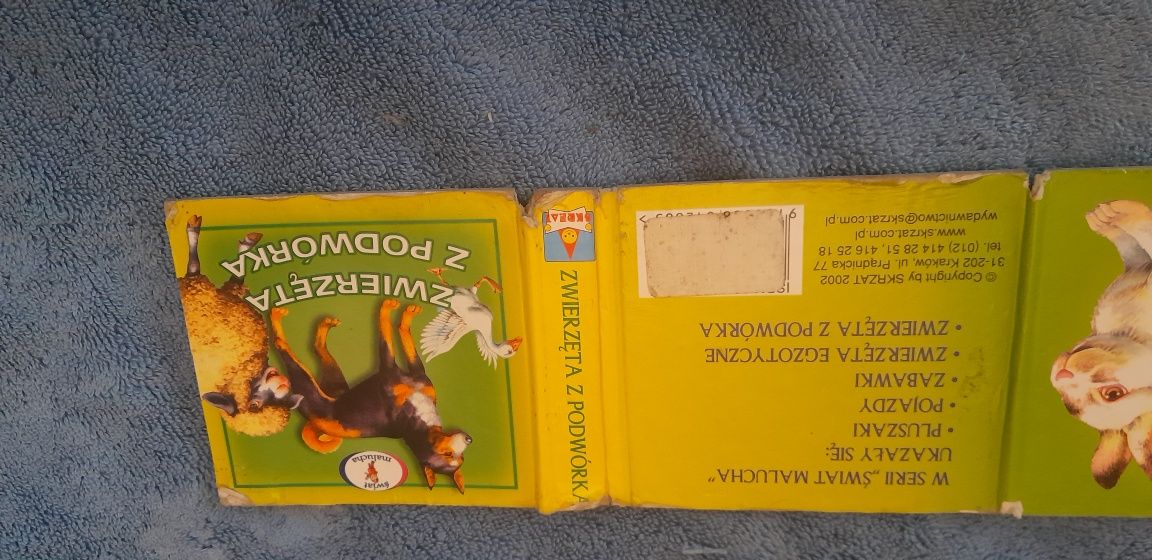 ZWIERZĘTA
Z PODWÓRKA
świat
malucha
SKRZAT
ZWIERZĘTA Z PODWÓRKA
W SERII „ŚWIAT MALUCHA”
UKAZAŁY SIĘ:
• PLUSZAKI
• POJAZDY
• ZABAWKI
• ZWIERZĘTA EGZOTYCZNE
• ZWIERZĘTA Z PODWÓRKA
© Copyright by SKRZAT 2002
31-202 Kraków, ul. Prądnicka 77
tel. (012) 414 28 51, 416 25 18
www.skrzat.com.pl
wydawnictwo@skrzat.com.pl